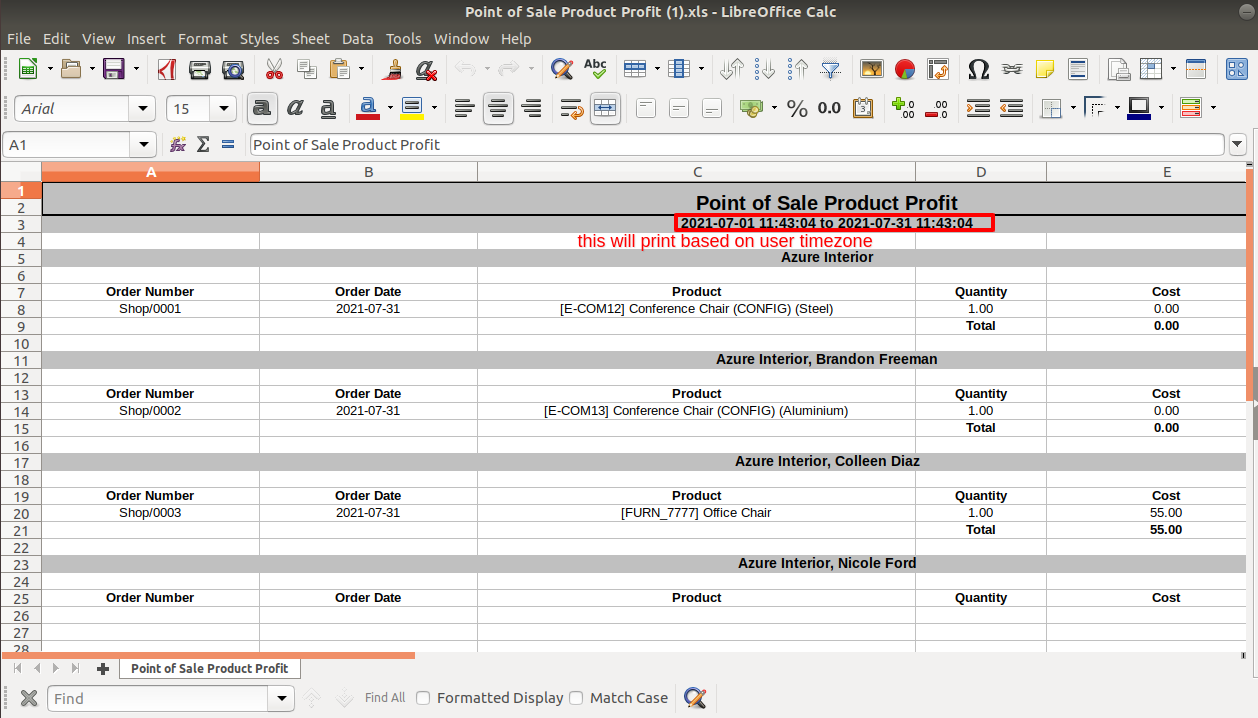 Point of Sale Product Profit (1).xls - LibreOffice Calc
File Edit View Insert Format Styles Sheet Data Tools Window Help
Abc
Arial 15 a a a a % 0.0 3 .00 .00
A1 fx Σ = Point of Sale Product Profit
A B C D E
1
2 Point of Sale Product Profit
3 2021-07-01 11:43:04 to 2021-07-31 11:43:04
4 this will print based on user timezone
5 Azure Interior
6
7 Order Number Order Date Product Quantity Cost
8 Shop/0001 2021-07-31 [E-COM12] Conference Chair (CONFIG) (Steel) 1.00 0.00
9 Total 0.00
10
11 Azure Interior, Brandon Freeman
12
13 Order Number Order Date Product Quantity Cost
14 Shop/0002 2021-07-31 [E-COM13] Conference Chair (CONFIG) (Aluminium) 1.00 0.00
15 Total 0.00
16
17 Azure Interior, Colleen Diaz
18
19 Order Number Order Date Product Quantity Cost
20 Shop/0003 2021-07-31 [FURN_7777] Office Chair 1.00 55.00
21 Total 55.00
22
23 Azure Interior, Nicole Ford
24
25 Order Number Order Date Product Quantity Cost
26
27
28
Point of Sale Product Profit
Find Find All Formatted Display Match Case